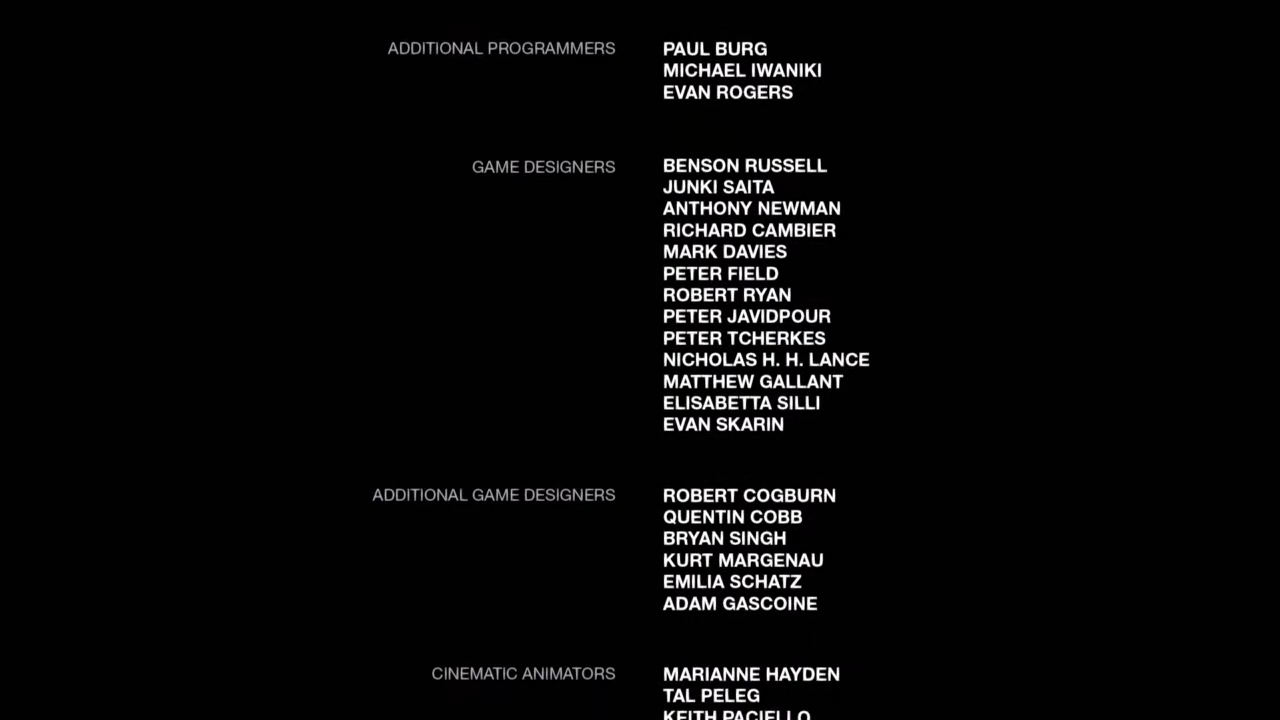 ADDITIONAL PROGRAMMERS PAUL BURG
MICHAEL IWANIKI
EVAN ROGERS
GAME DESIGNERS BENSON RUSSELL
JUNKI SAITA
ANTHONY NEWMAN
RICHARD CAMBIER
MARK DAVIES
PETER FIELD
ROBERT RYAN
PETER JAVIDPOUR
PETER TCHERKES
NICHOLAS H. H. LANCE
MATTHEW GALLANT
ELISABETTA SILLI
EVAN SKARIN
ADDITIONAL GAME DESIGNERS ROBERT COGBURN
QUENTIN COBB
BRYAN SINGH
KURT MARGENAU
EMILIA SCHATZ
ADAM GASCOINE
CINEMATIC ANIMATORS MARIANNE HAYDEN
TAL PELEG
KEITH PACIELLO